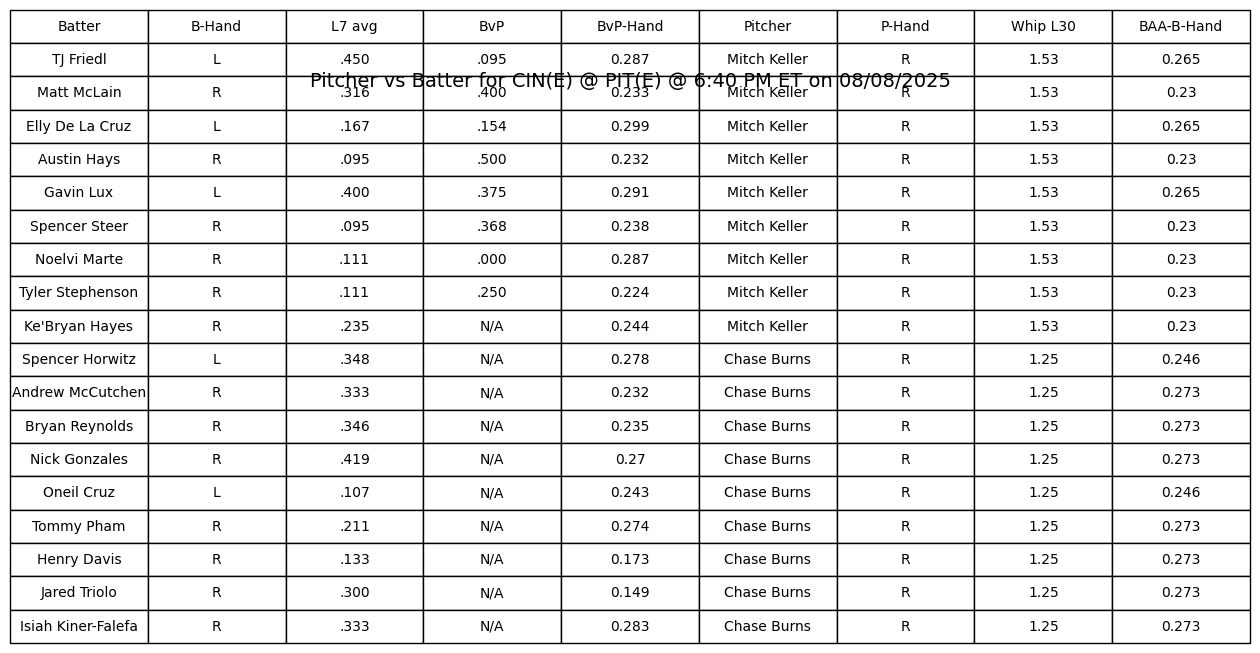 Batter B-Hand L7 avg BvP BvP-Hand Pitcher P-Hand Whip L30 BAA-B-Hand
TJ Friedl L .450 .095 0.287 Mitch Keller R 1.53 0.265
Pitcher vs Batter for CIN(E) @ PIT(E) @ 6:40 PM ET on 08/08/2025
Matt McLain R .316 .400 0.233 Mitch Keller R 1.53 0.23
Elly De La Cruz L .167 .154 0.299 Mitch Keller R 1.53 0.265
Austin Hays R .095 .500 0.232 Mitch Keller R 1.53 0.23
Gavin Lux L .400 .375 0.291 Mitch Keller R 1.53 0.265
Spencer Steer R .095 .368 0.238 Mitch Keller R 1.53 0.23
Noelvi Marte R .111 .000 0.287 Mitch Keller R 1.53 0.23
Tyler Stephenson R .111 .250 0.224 Mitch Keller R 1.53 0.23
Ke'Bryan Hayes R .235 N/A 0.244 Mitch Keller R 1.53 0.23
Spencer Horwitz L .348 N/A 0.278 Chase Burns R 1.25 0.246
Andrew McCutchen R .333 N/A 0.232 Chase Burns R 1.25 0.273
Bryan Reynolds R .346 N/A 0.235 Chase Burns R 1.25 0.273
Nick Gonzales R .419 N/A 0.27 Chase Burns R 1.25 0.273
Oneil Cruz L .107 N/A 0.243 Chase Burns R 1.25 0.246
Tommy Pham R .211 N/A 0.274 Chase Burns R 1.25 0.273
Henry Davis R .133 N/A 0.173 Chase Burns R 1.25 0.273
Jared Triolo R .300 N/A 0.149 Chase Burns R 1.25 0.273
Isiah Kiner-Falefa R .333 N/A 0.283 Chase Burns R 1.25 0.273